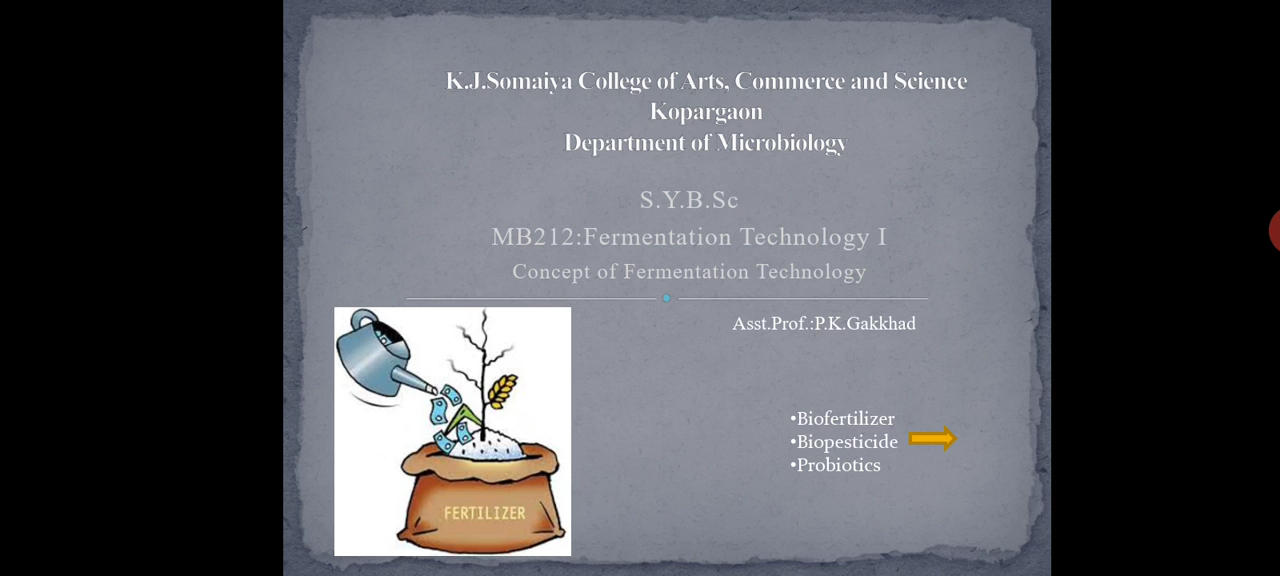 K.J.Somaiya College of Arts, Commerce and Science
Kopargaon
Department of Microbiology
S.Y.B.Sc
MB212:Fermentation Technology I
Concept of Fermentation Technology
Asst.Prof.:P.K.Gakkhad
•Biofertilizer
•Biopesticide
•Probiotics
FERTILIZER